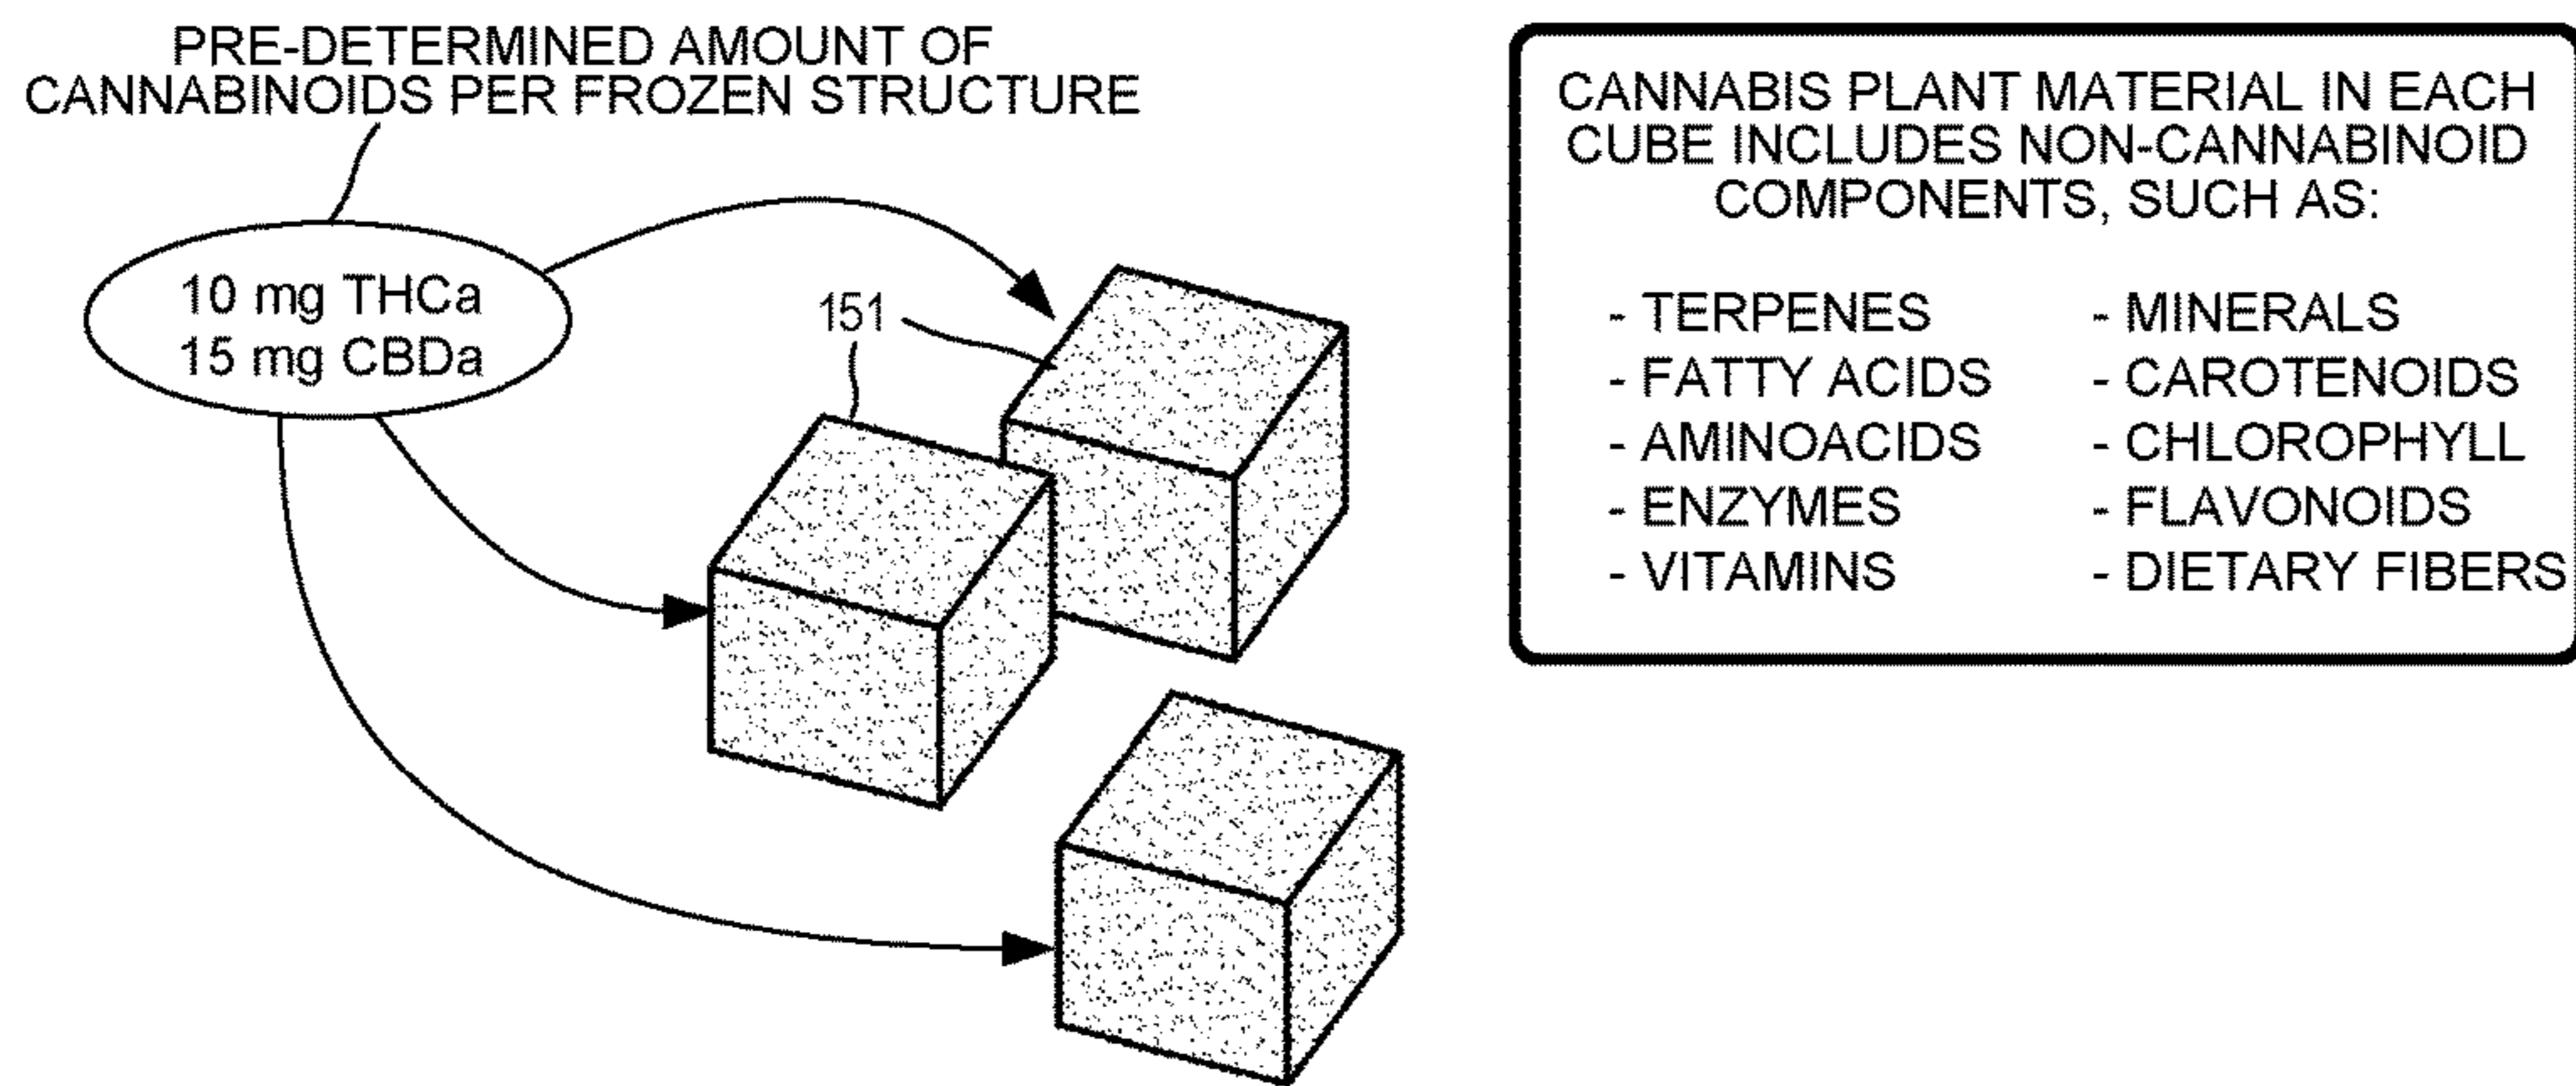 PRE-DETERMINED AMOUNT OF
CANNABINOIDS PER FROZEN STRUCTURE
10 mg THCa
15 mg CBDa
151
CANNABIS PLANT MATERIAL IN EACH
CUBE INCLUDES NON-CANNABINOID
COMPONENTS, SUCH AS:
- TERPENES
- FATTY ACIDS
- AMINOACIDS
- ENZYMES
- VITAMINS
- MINERALS
- CAROTENOIDS
- CHLOROPHYLL
- FLAVONOIDS
- DIETARY FIBERS